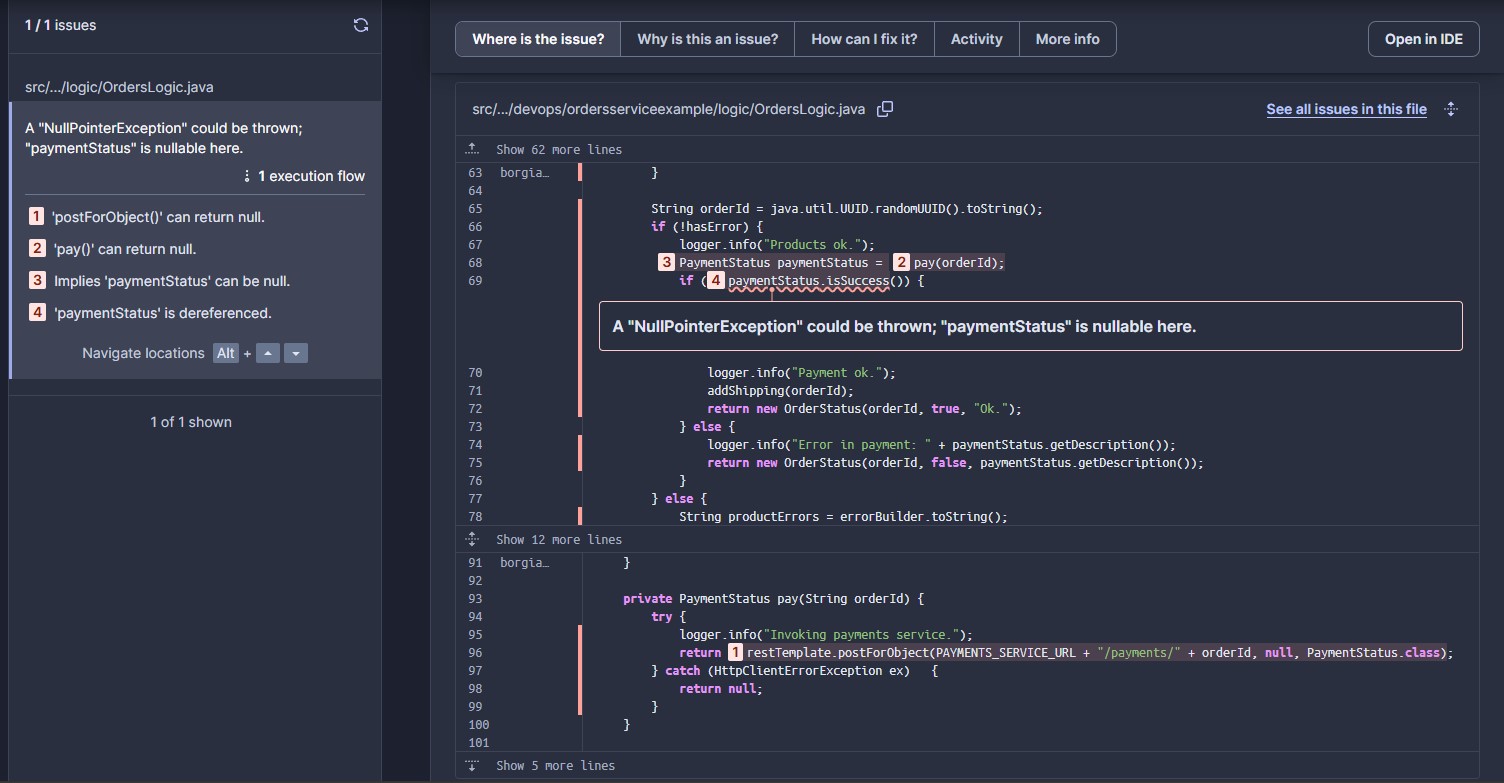 1 / 1 issues
src/.../logic/OrdersLogic.java
A "NullPointerException" could be thrown;
"paymentStatus" is nullable here.
1 execution flow
1 'postForObject()' can return null.
2 'pay()' can return null.
3 Implies 'paymentStatus' can be null.
4 'paymentStatus' is dereferenced.
Navigate locations Alt +
1 of 1 shown
Where is the issue? Why is this an issue? How can I fix it? Activity More info Open in IDE
src/.../devops/ordersserviceexample/logic/OrdersLogic.java See all issues in this file
Show 62 more lines
63 borgia… }
64
65 String orderId = java.util.UUID.randomUUID().toString();
66 if (!hasError) {
67 logger.info("Products ok.");
68 3 PaymentStatus paymentStatus = 2 pay(orderId);
69 if (4 paymentStatus.isSuccess()) {
A "NullPointerException" could be thrown; "paymentStatus" is nullable here.
70 logger.info("Payment ok.");
71 addShipping(orderId);
72 return new OrderStatus(orderId, true, "Ok.");
73 } else {
74 logger.info("Error in payment: " + paymentStatus.getDescription());
75 return new OrderStatus(orderId, false, paymentStatus.getDescription());
76 }
77 } else {
78 String productErrors = errorBuilder.toString();
Show 12 more lines
91 borgia… }
92
93 private PaymentStatus pay(String orderId) {
94 try {
95 logger.info("Invoking payments service.");
96 return 1 restTemplate.postForObject(PAYMENTS_SERVICE_URL + "/payments/" + orderId, null, PaymentStatus.class);
97 } catch (HttpClientErrorException ex) {
98 return null;
99 }
100 }
101
Show 5 more lines